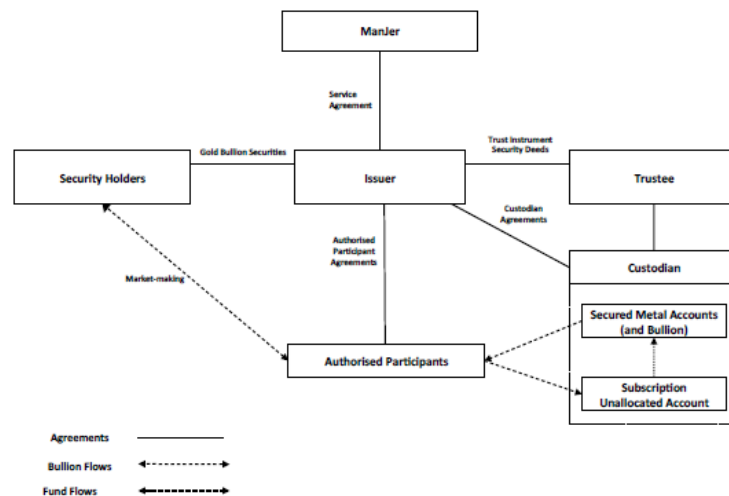 ManJer
Service
Agreement
Gold Bullion Securities
Trust Instrument
Security Deeds
Security Holders
Issuer
Trustee
Custodian
Agreements
Authorised
Participant
Agreements
Custodian
Market-making
Secured Metal Accounts
(and Bullion)
Authorised Participants
Subscription
Unallocated Account
Agreements
Bullion Flows
Fund Flows